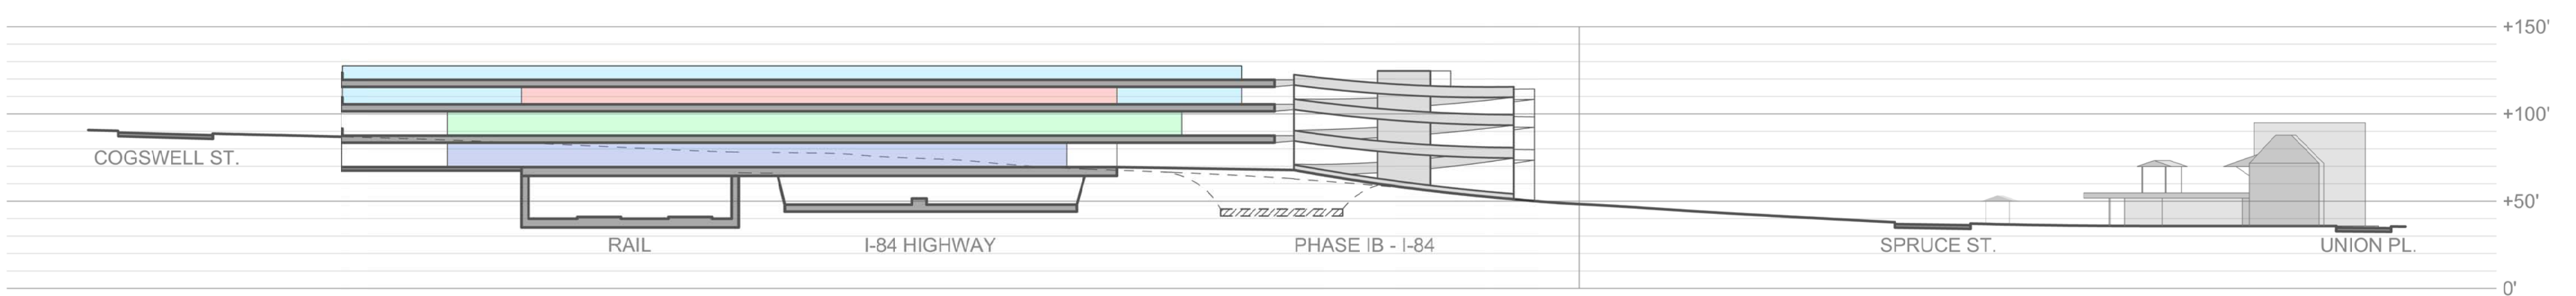 +150'
+100'
COGSWELL ST.
+50'
RAIL
I-84 HIGHWAY
PHASE IB - I-84
SPRUCE ST.
UNION PL.
0'